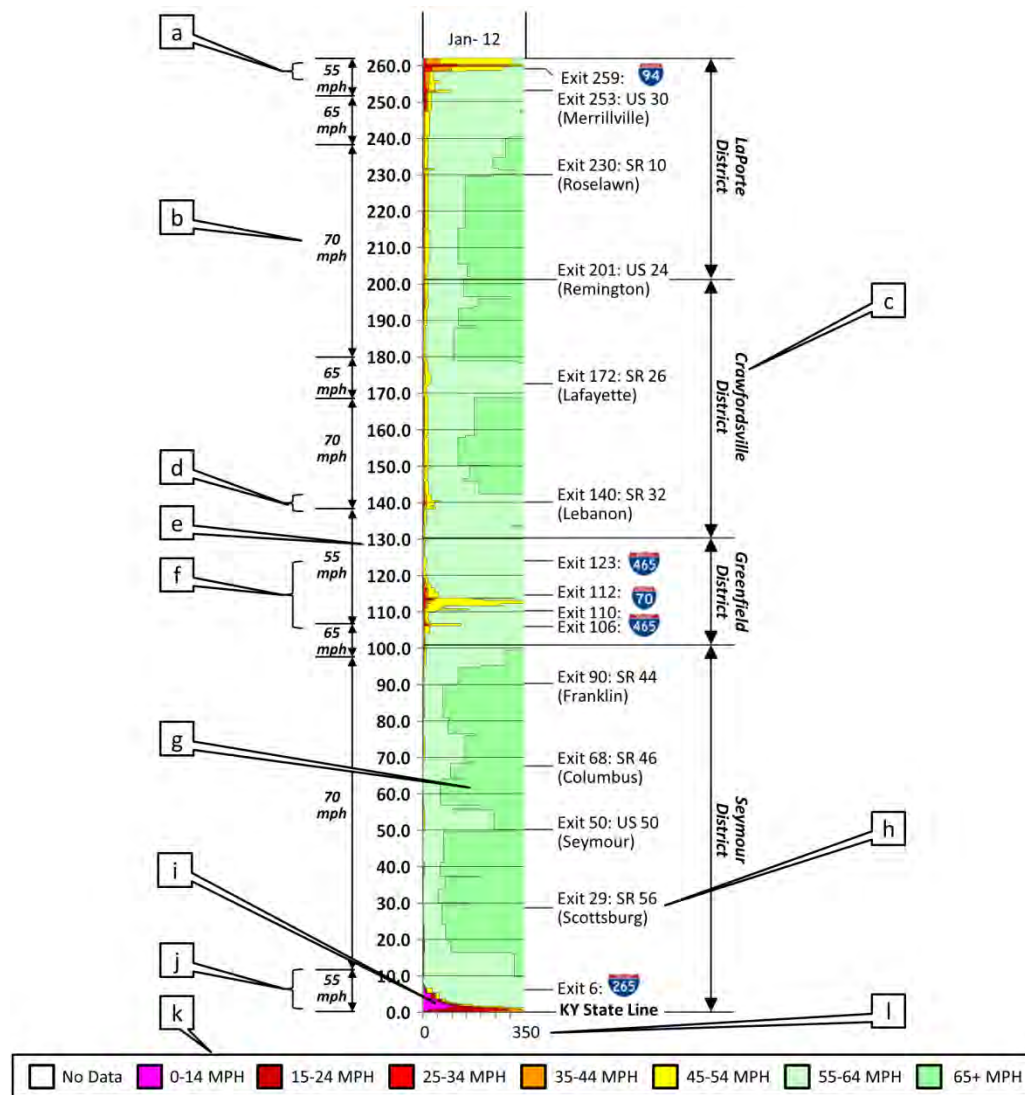 Jan- 12
a
b
d
e
f
g
i
j
k
55
mph
65
mph
70
mph
65
mph
70
mph
55
mph
65
mph
70
mph
55
mph
260.0
250.0
240.0
230.0
220.0
210.0
200.0
190.0
180.0
170.0
160.0
150.0
140.0
130.0
120.0
110.0
100.0
90.0
80.0
70.0
60.0
50.0
40.0
30.0
20.0
10.0
0.0
0
350
Exit 259: 94
Exit 253: US 30
(Merrillville)
Exit 230: SR 10
(Roselawn)
Exit 201: US 24
(Remington)
Exit 172: SR 26
(Lafayette)
Exit 140: SR 32
(Lebanon)
Exit 123: 465
Exit 112: 70
Exit 110:
Exit 106: 465
Exit 90: SR 44
(Franklin)
Exit 68: SR 46
(Columbus)
Exit 50: US 50
(Seymour)
Exit 29: SR 56
(Scottsburg)
Exit 6: 265
KY State Line
LaPorte
District
Crawfordsville
District
Greenfield
District
Seymour
District
c
h
l
No Data
0-14 MPH
15-24 MPH
25-34 MPH
35-44 MPH
45-54 MPH
55-64 MPH
65+ MPH